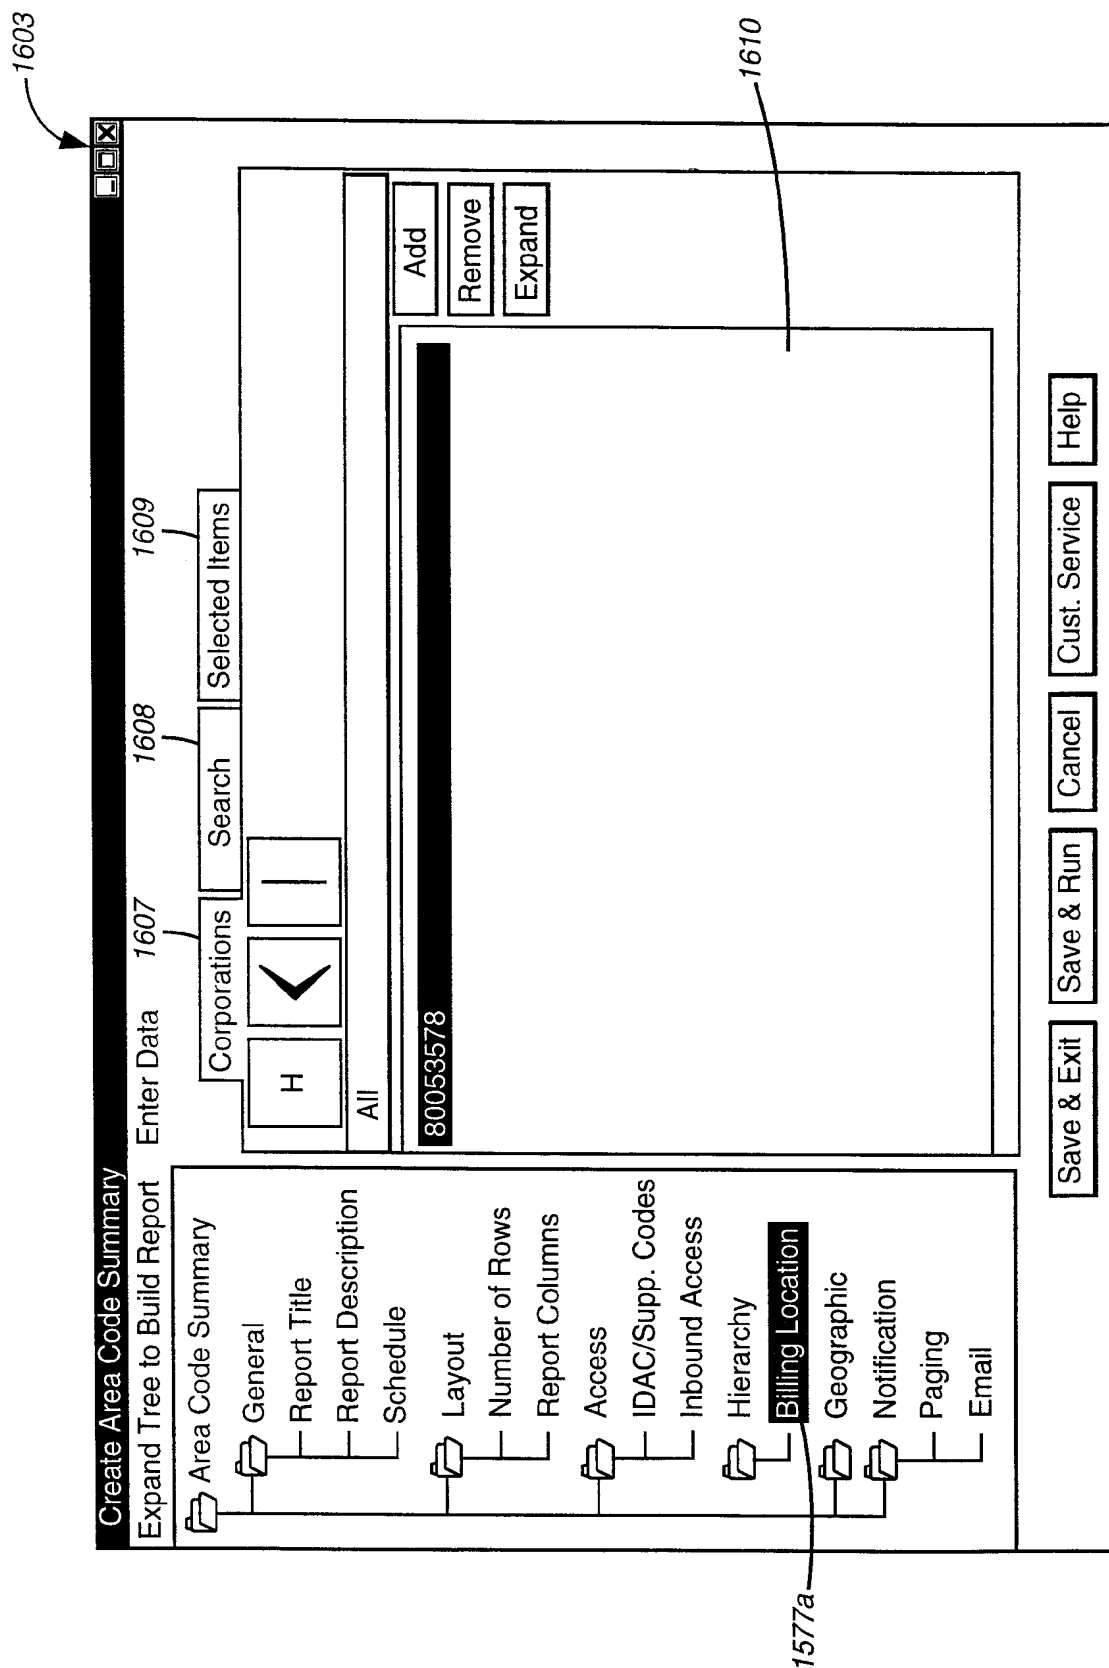 1603
Create Area Code Summary
Expand Tree to Build Report
Enter Data
1607
1608
1609
Area Code Summary
General
Report Title
Report Description
Schedule
Layout
Number of Rows
Report Columns
Access
IDAC/Supp. Codes
Inbound Access
Hierarchy
Billing Location
Geographic
Notification
Paging
Email
1577a
Corporations
Search
Selected Items
H
All
80053578
Add
Remove
Expand
1610
Save & Exit
Save & Run
Cancel
Cust. Service
Help